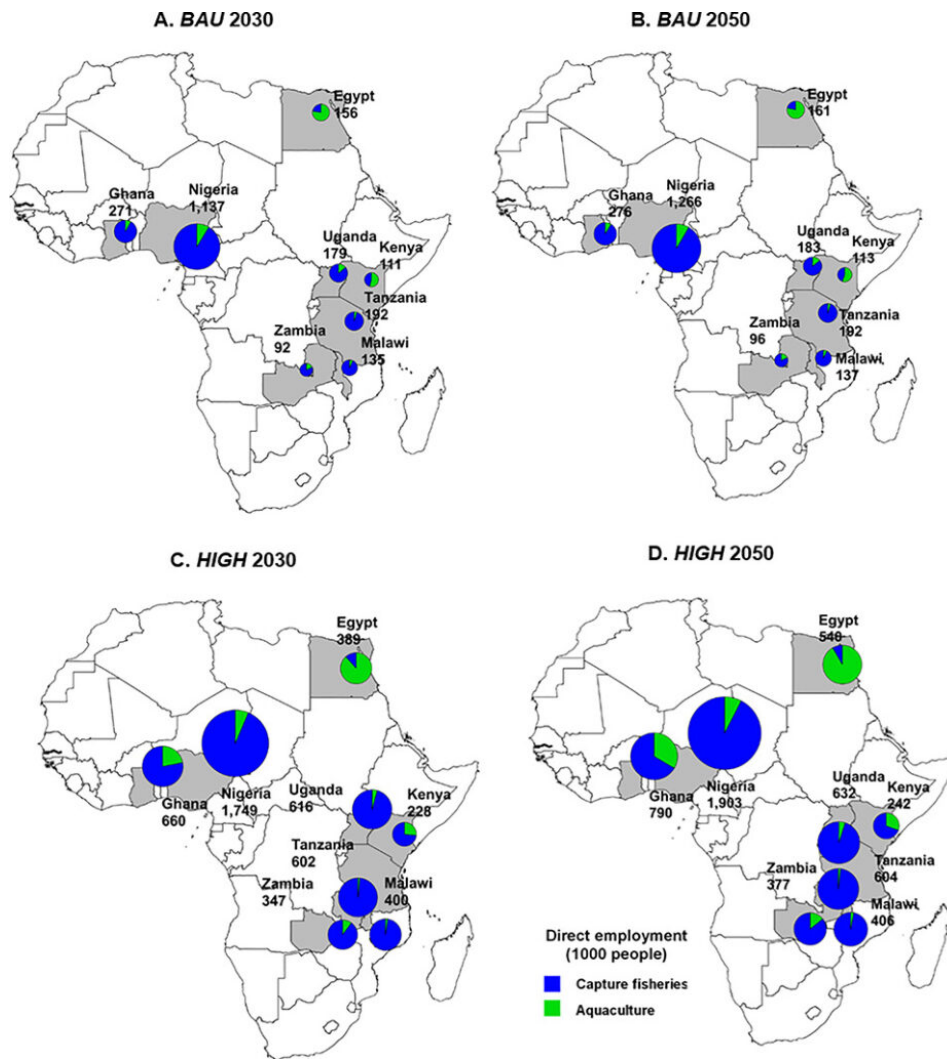 A. BAU 2030
Egypt
156
Ghana
271
Nigeria
1,137
Uganda
179
Kenya
111
Tanzania
192
Zambia
92
Malawi
135
B. BAU 2050
Egypt
161
Ghana
276
Nigeria
1,266
Uganda
183
Kenya
113
Tanzania
192
Zambia
96
Malawi
137
C. HIGH 2030
Egypt
389
Ghana
660
Nigeria
1,749
Uganda
616
Kenya
228
Tanzania
602
Zambia
347
Malawi
400
D. HIGH 2050
Egypt
548
Ghana
790
Nigeria
1,903
Uganda
632
Kenya
242
Tanzania
604
Zambia
377
Malawi
406
Direct employment
(1000 people)
Capture fisheries
Aquaculture